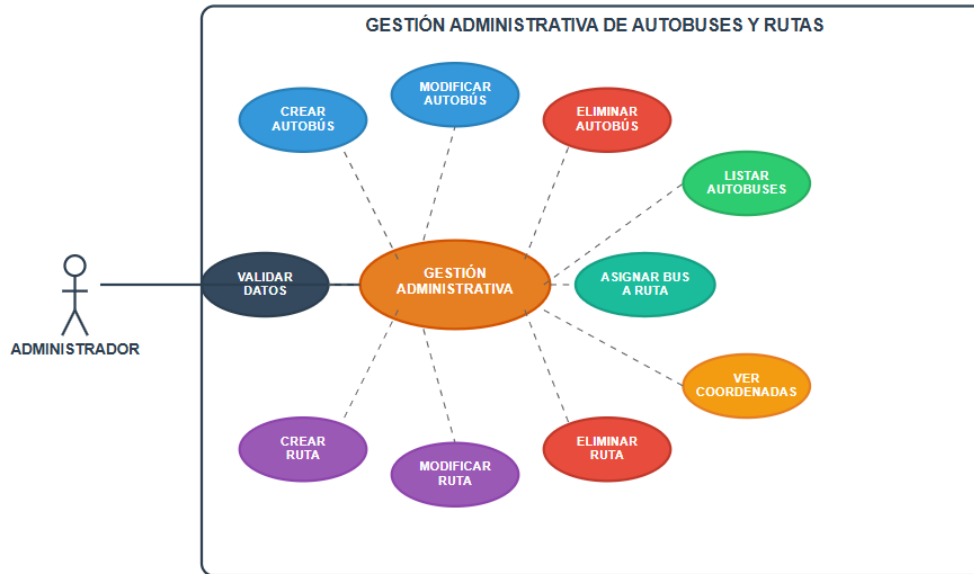 GESTIÓN ADMINISTRATIVA DE AUTOBUSES Y RUTAS
MODIFICAR
AUTOBÚS
CREAR
AUTOBÚS
ELIMINAR
AUTOBÚS
LISTAR
AUTOBUSES
VALIDAR
DATOS
GESTIÓN
ADMINISTRATIVA
ASIGNAR BUS
A RUTA
ADMINISTRADOR
VER
COORDENADAS
CREAR
RUTA
MODIFICAR
RUTA
ELIMINAR
RUTA